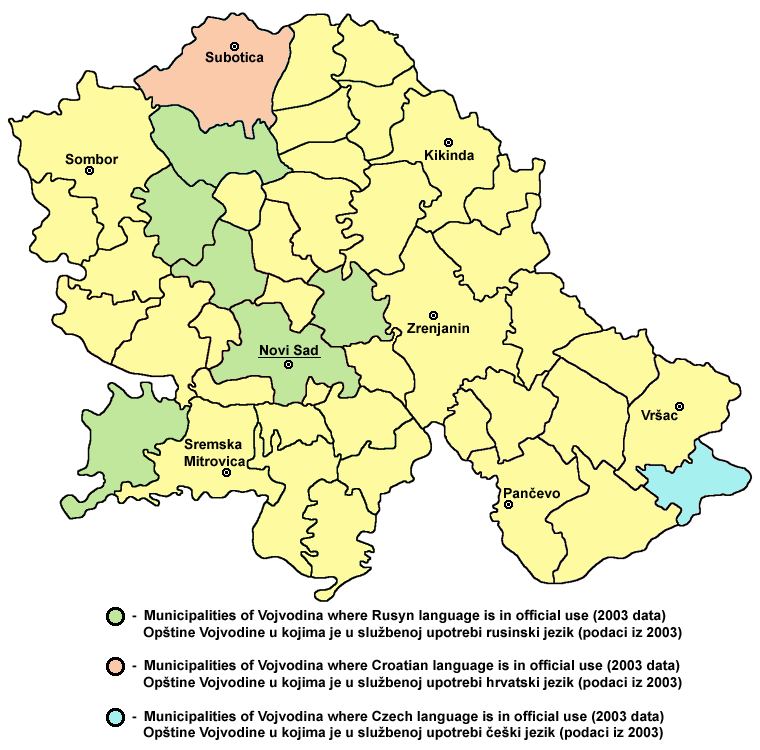 Subotica
Sombor
Kikinda
Zrenjanin
Novi Sad
Vršac
Sremska
Mitrovica
Pančevo
- Municipalities of Vojvodina where Rusyn language is in official use (2003 data)
Opštine Vojvodine u kojima je u službenoj upotrebi rusinski jezik (podaci iz 2003)
- Municipalities of Vojvodina where Croatian language is in official use (2003 data)
Opštine Vojvodine u kojima je u službenoj upotrebi hrvatski jezik (podaci iz 2003)
- Municipalities of Vojvodina where Czech language is in official use (2003 data)
Opštine Vojvodine u kojima je u službenoj upotrebi češki jezik (podaci iz 2003)